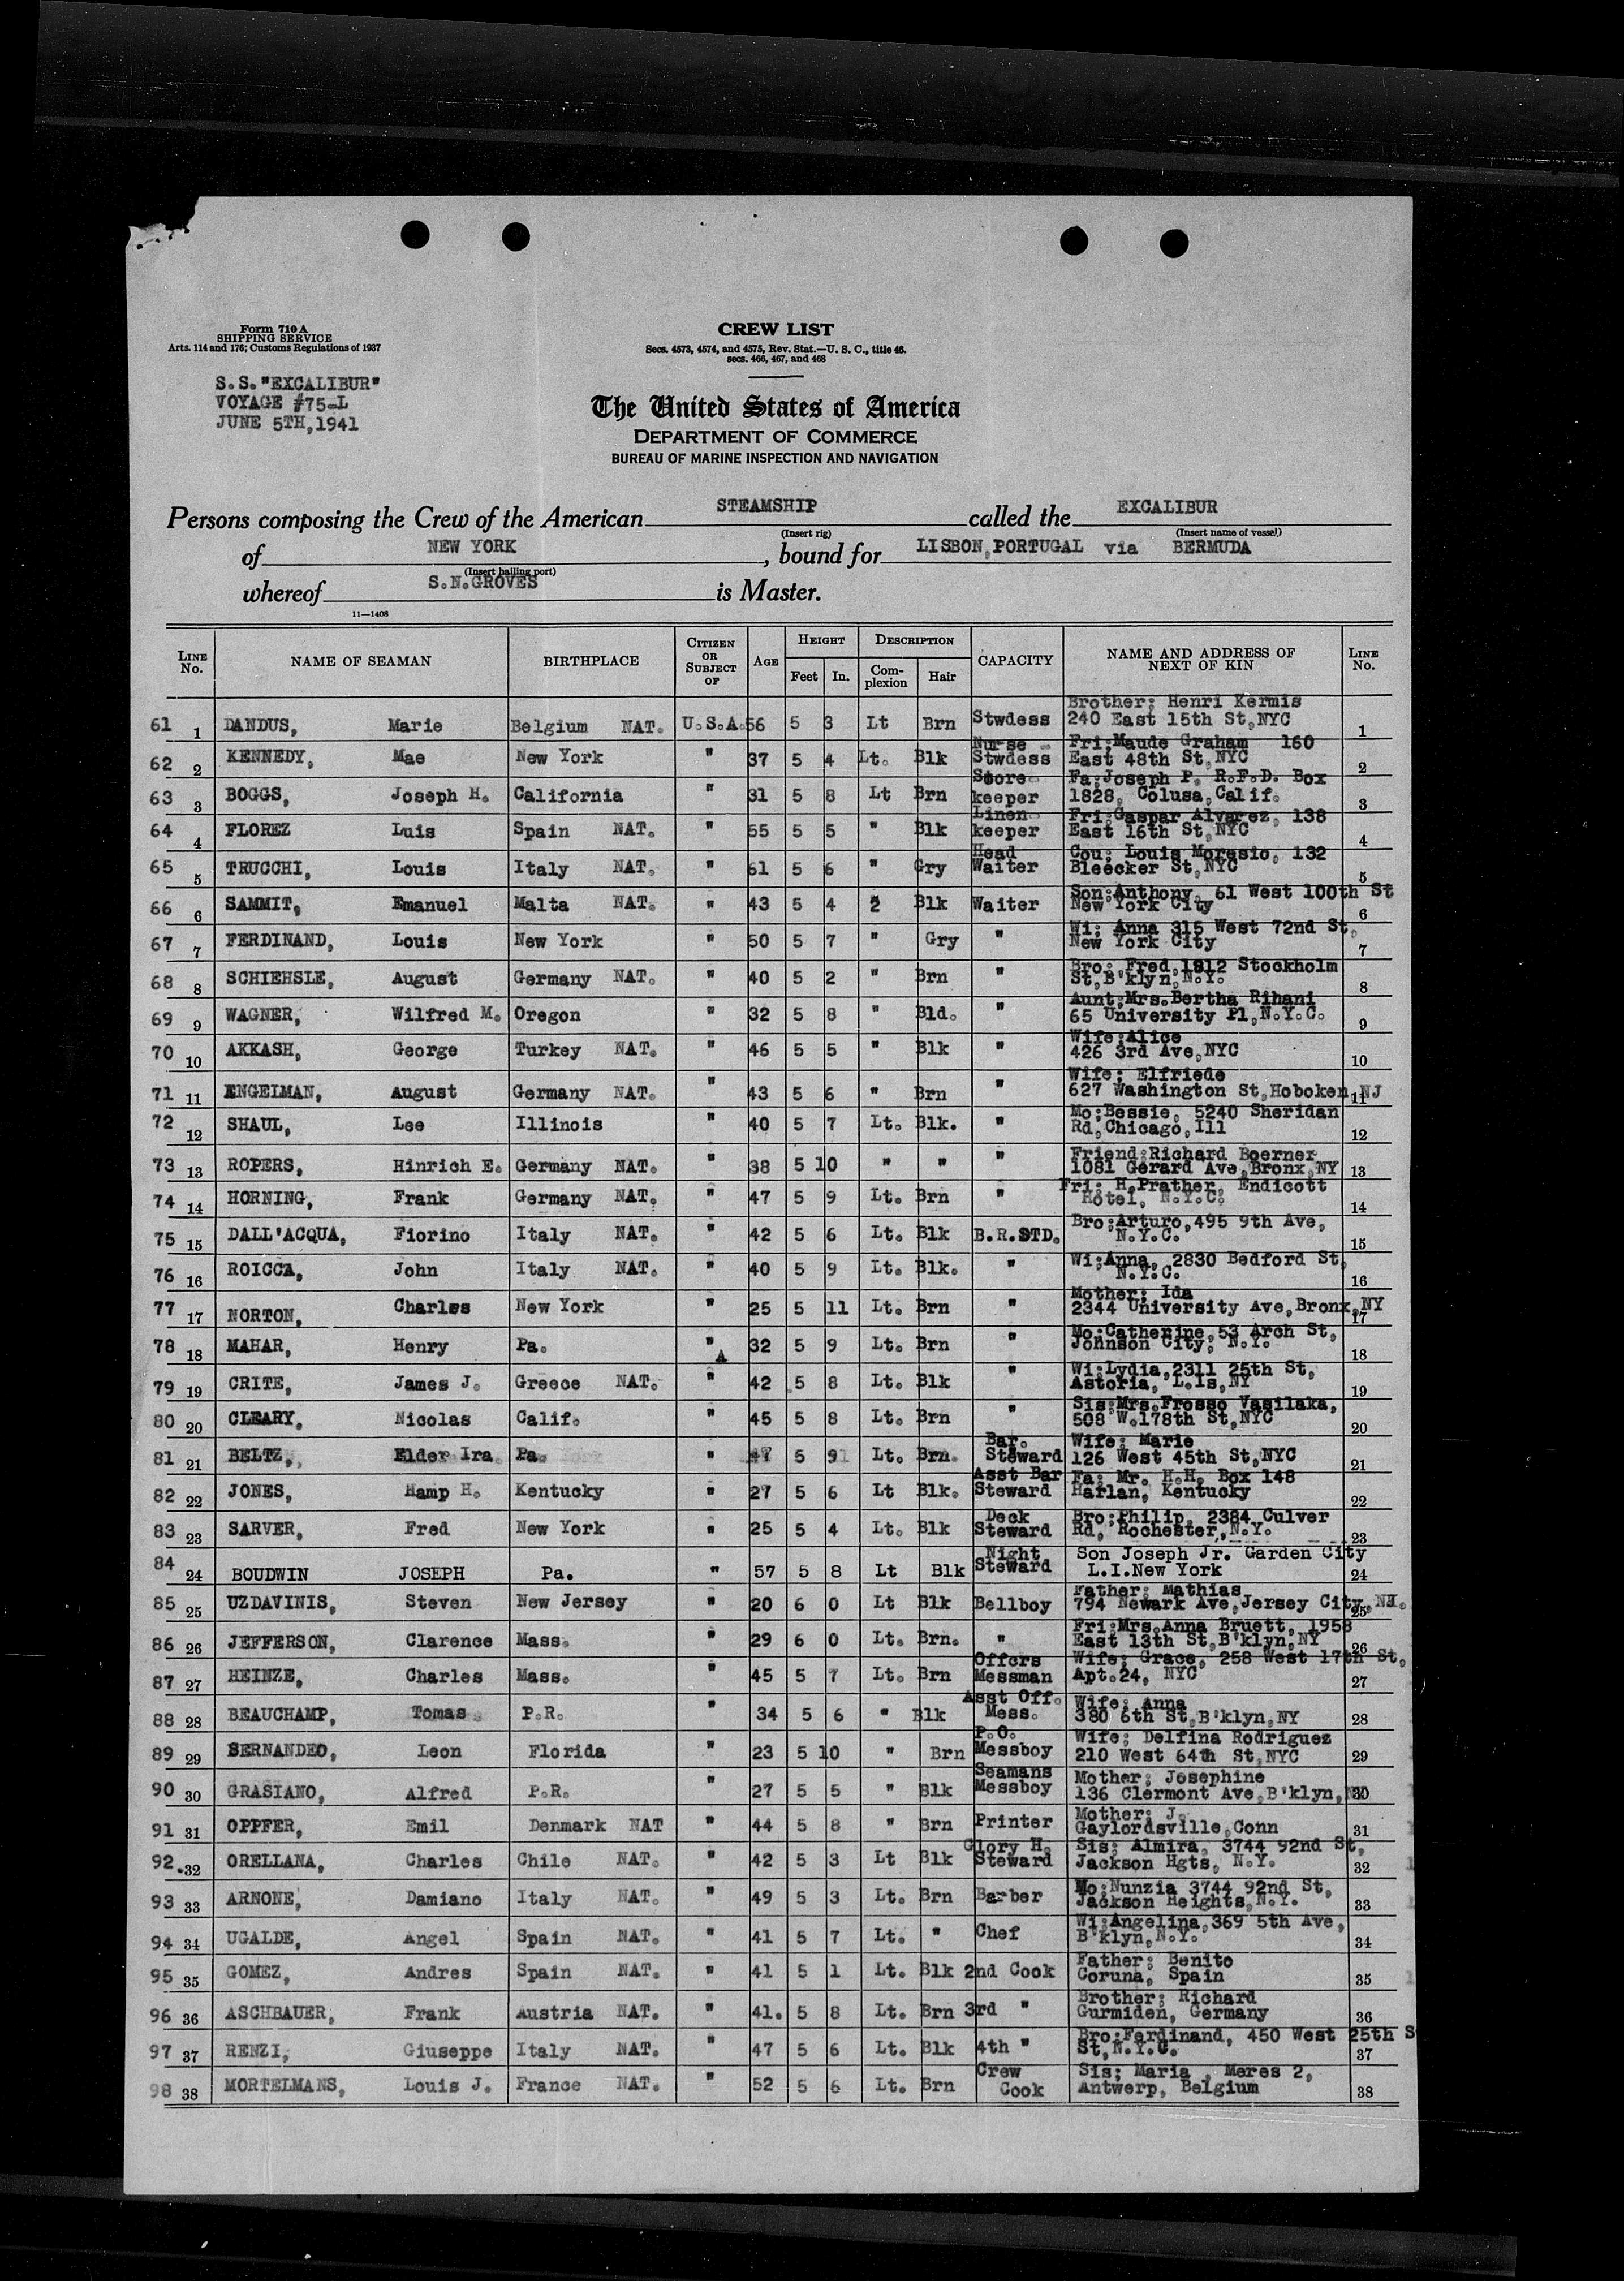 Form 710 A
SHIPPING SERVICE
Arts. 114 and 176; Customs Regulations of 1937
S.S."EXCALIBUR"
VOYAGE #75-L
JUNE 5TH,1941
CREW LIST
Secs. 4573, 4574, and 4575, Rev. Stat.—U. S. C., title 46.
secs. 466, 467, and 468
The United States of America
DEPARTMENT OF COMMERCE
BUREAU OF MARINE INSPECTION AND NAVIGATION
Persons composing the Crew of the American STEAMSHIP called the EXCALIBUR
(Insert rig) (Insert name of vessel)
of NEW YORK, bound for LISBON,PORTUGAL via BERMUDA
(Insert hailing port)
whereof S.N.GROVES is Master.
11—1408
LINE No. NAME OF SEAMAN BIRTHPLACE CITIZEN OR SUBJECT OF AGE HEIGHT Feet In. DESCRIPTION Complexion Hair CAPACITY NAME AND ADDRESS OF NEXT OF KIN LINE No.
61 1 DANDUS, Marie Belgium NAT. U.S.A. 56 5 3 Lt Brn Stwdess Brother; Henri Kermis 240 East 15th St,NYC 1
62 2 KENNEDY, Mae New York " 37 5 4 Lt. Blk Nurse - Stwdess Fri;Maude Graham 160 East 48th St,NYC 2
63 3 BOGGS, Joseph H. California " 31 5 8 Lt Brn Store- keeper Fa;Joseph P. R.F.D. Box 1828, Colusa,Calif. 3
64 4 FLOREZ Luis Spain NAT. " 55 5 5 " Blk Linen- keeper Fri;Gaspar Alvarez, 138 East 16th St,NYC 4
65 5 TRUCCHI, Louis Italy NAT. " 61 5 6 " Gry Head Waiter Cou; Louis Moresio, 132 Bleecker St,NYC 5
66 6 SAMMIT, Emanuel Malta NAT. " 43 5 4 2 Blk Waiter Son;Anthony, 61 West 100th St New York City 6
67 7 FERDINAND, Louis New York " 50 5 7 " Gry " Wi; Anna 315 West 72nd St, New York City 7
68 8 SCHIEHSLE, August Germany NAT. " 40 5 2 " Brn " Bro; Fred,1812 Stockholm St,B'klyn,N.Y. 8
69 9 WAGNER, Wilfred M. Oregon " 32 5 8 " Bld. " Aunt;Mrs.Bertha Rihani 65 University Pl,N.Y.C. 9
70 10 AKKASH, George Turkey NAT. " 46 5 5 " Blk " Wife;Alice 426 3rd Ave,NYC 10
71 11 ENGELMAN, August Germany NAT. " 43 5 6 " Brn " Wife; Elfriede 627 Washington St,Hoboken,NJ 11
72 12 SHAUL, Lee Illinois " 40 5 7 Lt. Blk. " Mo;Bessie, 5240 Sheridan Rd,Chicago,Ill 12
73 13 ROPERS, Hinrich E. Germany NAT. " 38 5 10 " " " Friend;Richard Boerner 1081 Gerard Ave,Bronx,NY 13
74 14 HORNING, Frank Germany NAT. " 47 5 9 Lt. Brn " Fri; H.Prather, Endicott Hotel, N.Y.C. 14
75 15 DALL'ACQUA, Fiorino Italy NAT. " 42 5 6 Lt. Blk B.R.STD. Bro;Arturo,495 9th Ave, N.Y.C. 15
76 16 ROICCA, John Italy NAT. " 40 5 9 Lt. Blk. " Wi;Anna, 2830 Bedford St, N.Y.C. 16
77 17 NORTON, Charles New York " 25 5 11 Lt. Brn " Mother; Ida 2344 University Ave,Bronx,NY 17
78 18 MAHAR, Henry Pa. " 32 5 9 Lt. Brn " Mo;Catherine,53 Arch St, Johnson City, N.Y. 18
79 19 CRITE, James J. Greece NAT. A " 42 5 8 Lt. Blk " Wi;Lydia,2311 25th St, Astoria, L.Is,NY 19
80 20 CLEARY, Nicolas Calif. " 45 5 8 Lt. Brn " Sis;Mrs.Frosso Vasilaka, 508 W.178th St,NYC 20
81 21 BELTZ, Elder Ira Pa. " 47 5 9 Lt. Brn. Bar. Steward Wife; Marie 126 West 45th St,NYC 21
82 22 JONES, Hamp H. Kentucky " 27 5 6 Lt Blk. Asst Bar Steward Fa; Mr. H.H. Box 148 Harlan, Kentucky 22
83 23 SARVER, Fred New York " 25 5 4 Lt. Blk Deck Steward Bro;Philip, 2384 Culver Rd, Rochester,N.Y. 23
84 24 BOUDWIN JOSEPH Pa. " 57 5 8 Lt Blk Night Steward Son Joseph Jr. Garden City L.I.New York 24
85 25 UZDAVINIS, Steven New Jersey " 20 6 0 Lt Blk Bellboy Father; Mathias 794 Newark Ave,Jersey City,NJ. 25
86 26 JEFFERSON, Clarence Mass. " 29 6 0 Lt. Brn. " Fri;Mrs.Anna Bruett, 1958 East 13th St,B'klyn,NY 26
87 27 HEINZE, Charles Mass. " 45 5 7 Lt. Brn Offcrs Messman Wife; Grace, 258 West 17th St, Apt.24, NYC 27
88 28 BEAUCHAMP, Tomas P.R. " 34 5 6 " Blk Asst Off. Mess. Wife; Anna 380 6th St,B'klyn,NY 28
89 29 SERNANDEO, Leon Florida " 23 5 10 " Brn P.O. Messboy Wife; Delfina Rodriguez 210 West 64th St,NYC 29
90 30 GRASIANO, Alfred P.R. " 27 5 5 " Blk Seamans Messboy Mother; Josephine 136 Clermont Ave,B'klyn, 30
91 31 OPPFER, Emil Denmark NAT " 44 5 8 " Brn Printer Mother; J. Gaylordsville,Conn 31
92. 32 ORELLANA, Charles Chile NAT. " 42 5 3 Lt Blk Glory H. Steward Sis; Almira, 3744 92nd St, Jackson Hgts, N.Y. 32
93 33 ARNONE, Damiano Italy NAT. " 49 5 3 Lt. Brn Barber Mo;Nunzia 3744 92nd St, Jackson Heights,N.Y. 33
94 34 UGALDE, Angel Spain NAT. " 41 5 7 Lt. " Chef Wi;Angelina,369 5th Ave, B'klyn,N.Y. 34
95 35 GOMEZ, Andres Spain NAT. " 41 5 1 Lt. Blk 2nd Cook Father; Benito Coruna, Spain 35
96 36 ASCHBAUER, Frank Austria NAT. " 41. 5 8 Lt. Brn 3rd " Brother; Richard Gurmiden, Germany 36
97 37 RENZI, Giuseppe Italy NAT. " 47 5 6 Lt. Blk 4th " Bro;Ferdinand, 450 West 25th S St,N.Y.C. 37
98 38 MORTELMANS, Louis J. France NAT. " 52 5 6 Lt. Brn Crew Cook Sis; Maria , Meres 2, Antwerp, Belgium 38